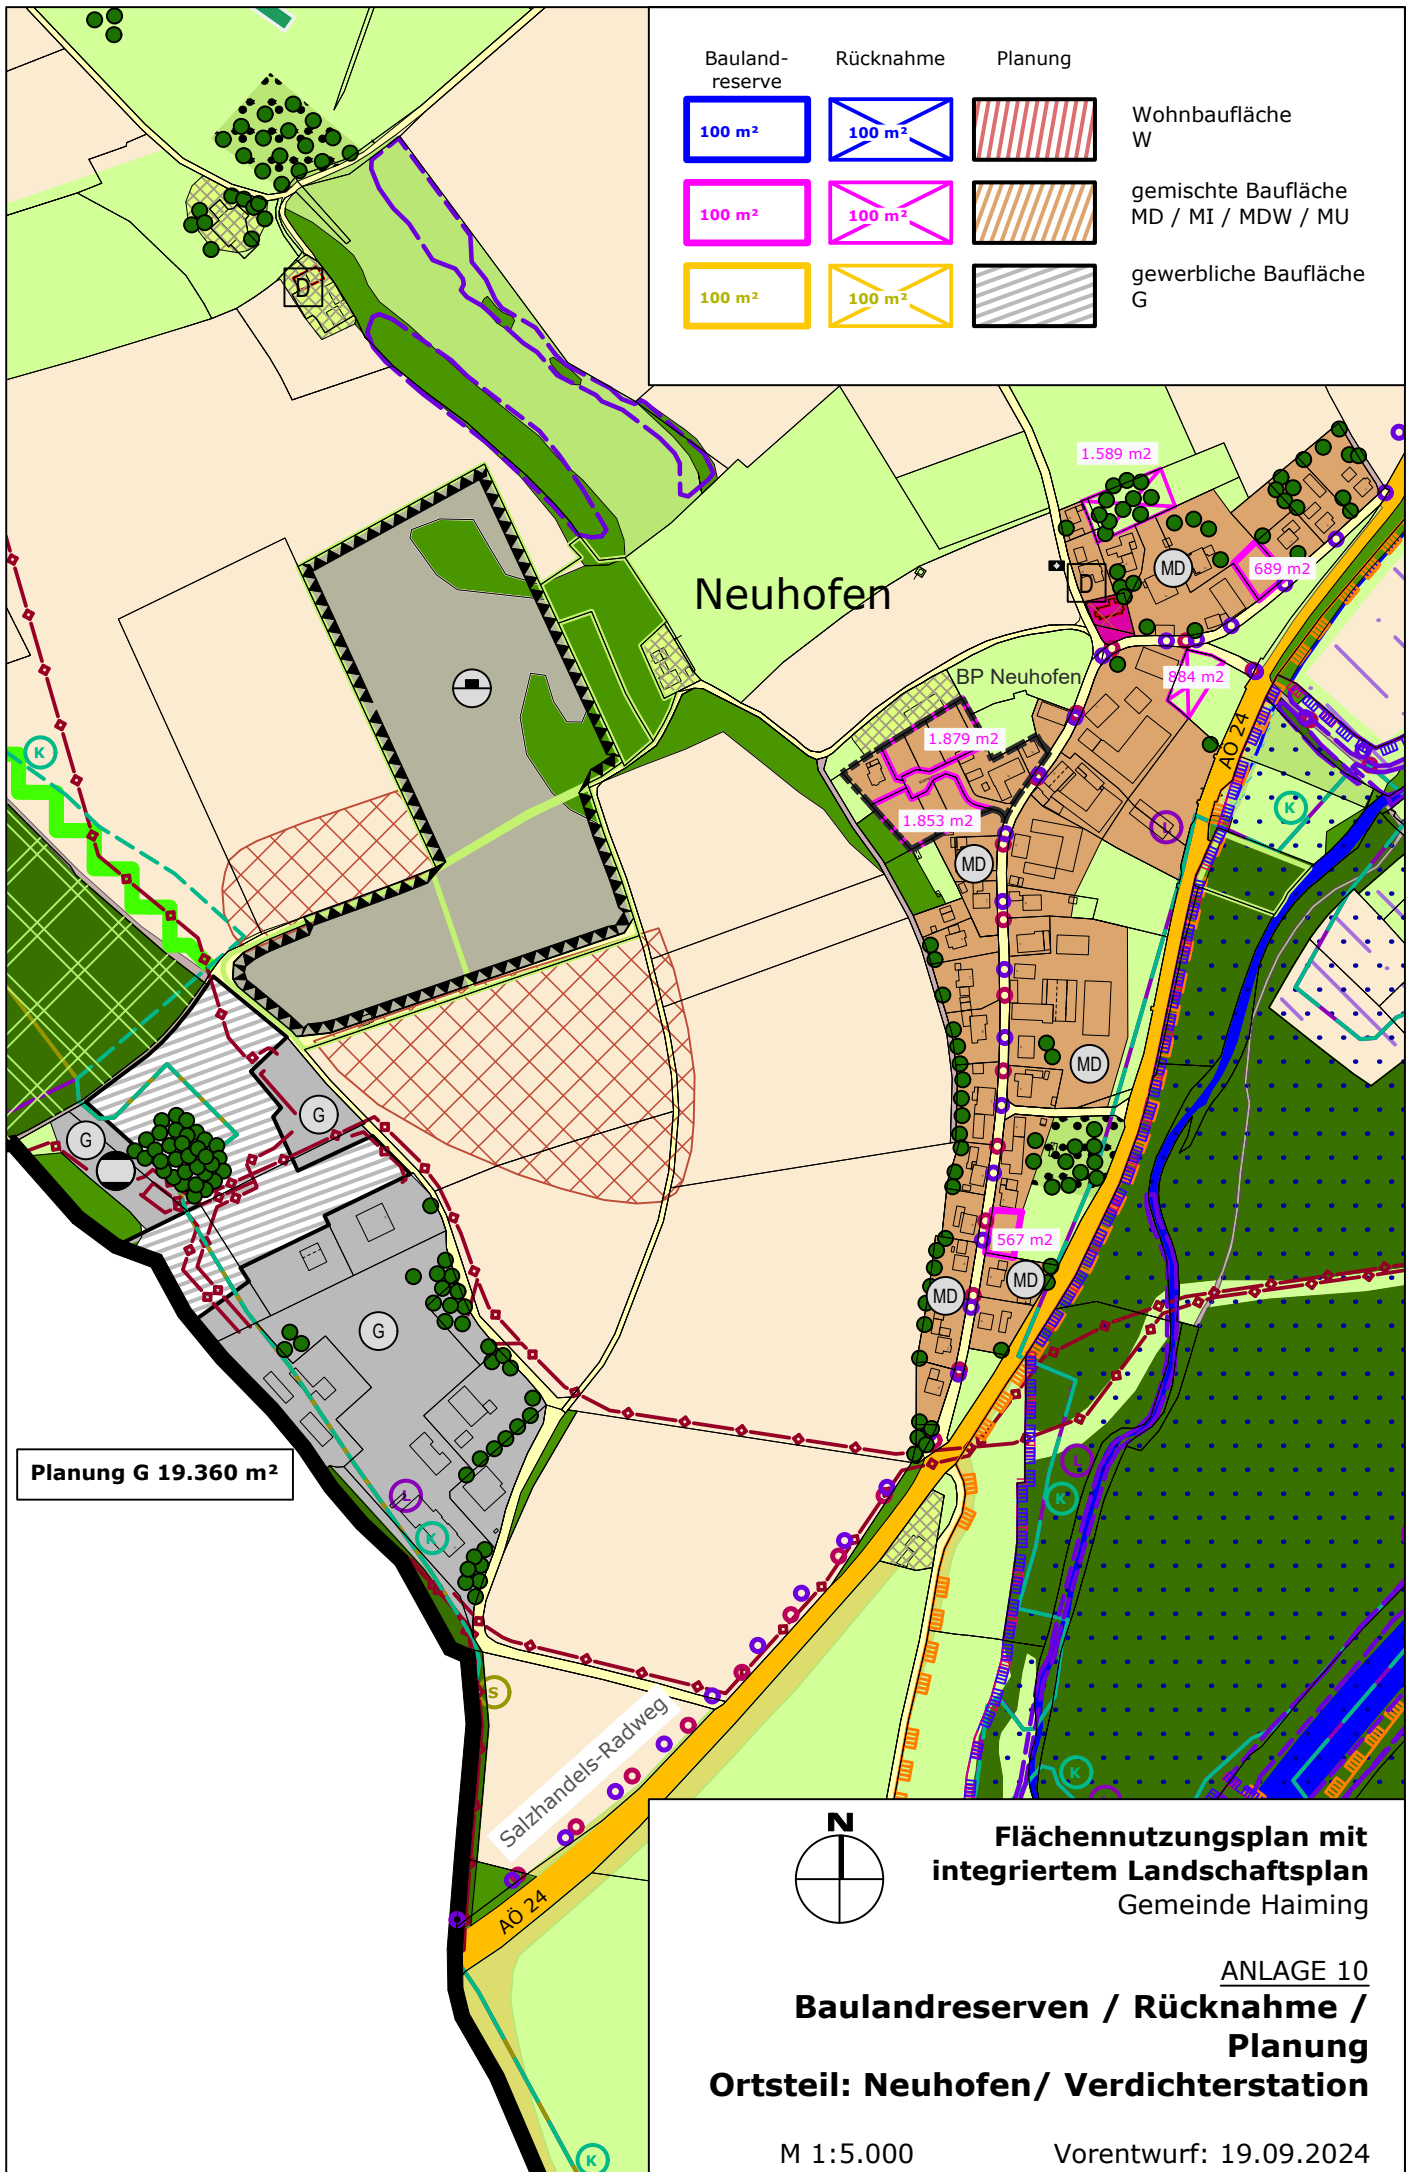 Bauland-
reserve
Rücknahme
Planung
100 m²
100 m²
Wohnbaufläche
W
100 m²
100 m²
gemischte Baufläche
MD / MI / MDW / MU
100 m²
100 m²
gewerbliche Baufläche
G
D
1.589 m2
MD
689 m2
D
Neuhofen
BP Neuhofen
884 m2
1.879 m2
AÖ 24
K
1.853 m2
L
K
MD
MD
G
G
567 m2
MD
MD
G
Planung G 19.360 m²
L
K
L
K
S
Salzhandels-Radweg
K
AÖ 24
K
N
Flächennutzungsplan mit
integriertem Landschaftsplan
Gemeinde Haiming
ANLAGE 10
Baulandreserven / Rücknahme /
Planung
Ortsteil: Neuhofen/ Verdichterstation
M 1:5.000
Vorentwurf: 19.09.2024